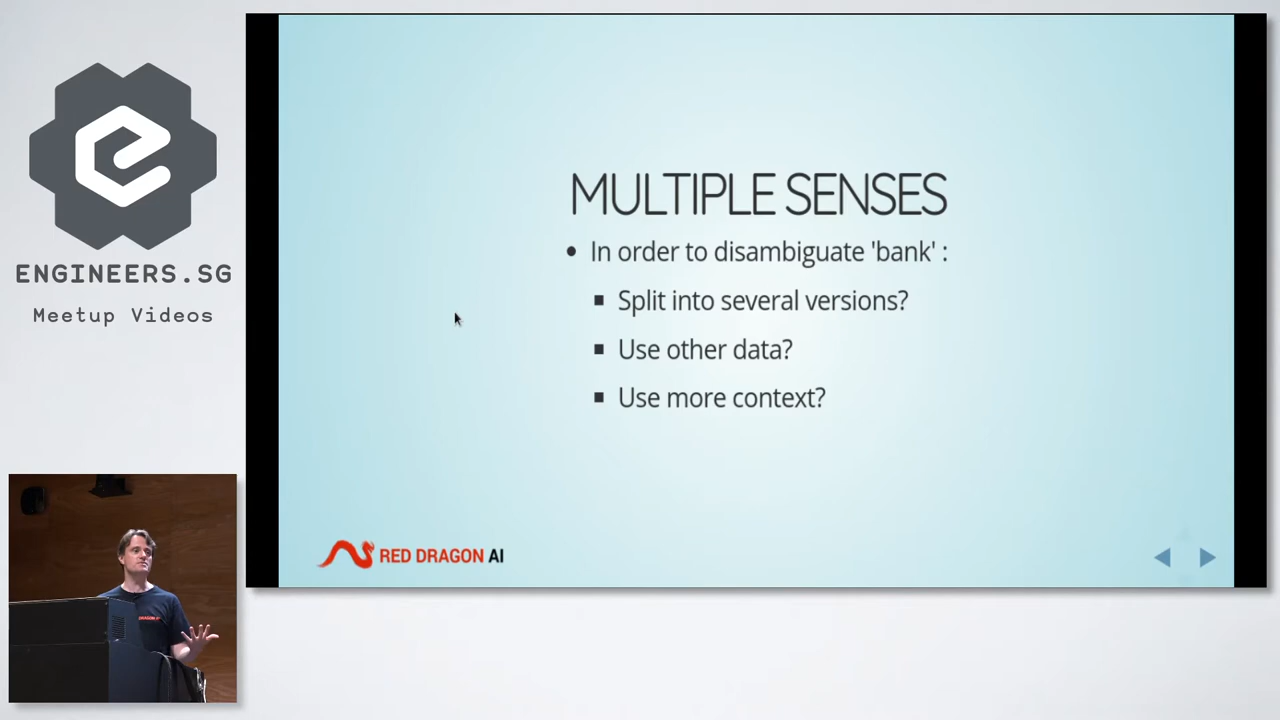 ENGINEERS.SG
Meetup Videos
MULTIPLE SENSES
• In order to disambiguate 'bank' :
▪ Split into several versions?
▪ Use other data?
▪ Use more context?
RED DRAGON AI